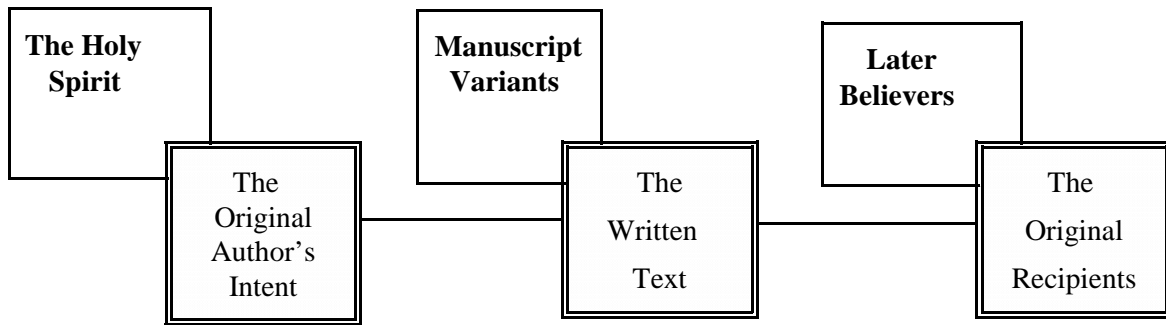 The Holy
Spirit
Manuscript
Variants
Later
Believers
The
Original
Author’s
Intent
The
Written
Text
The
Original
Recipients